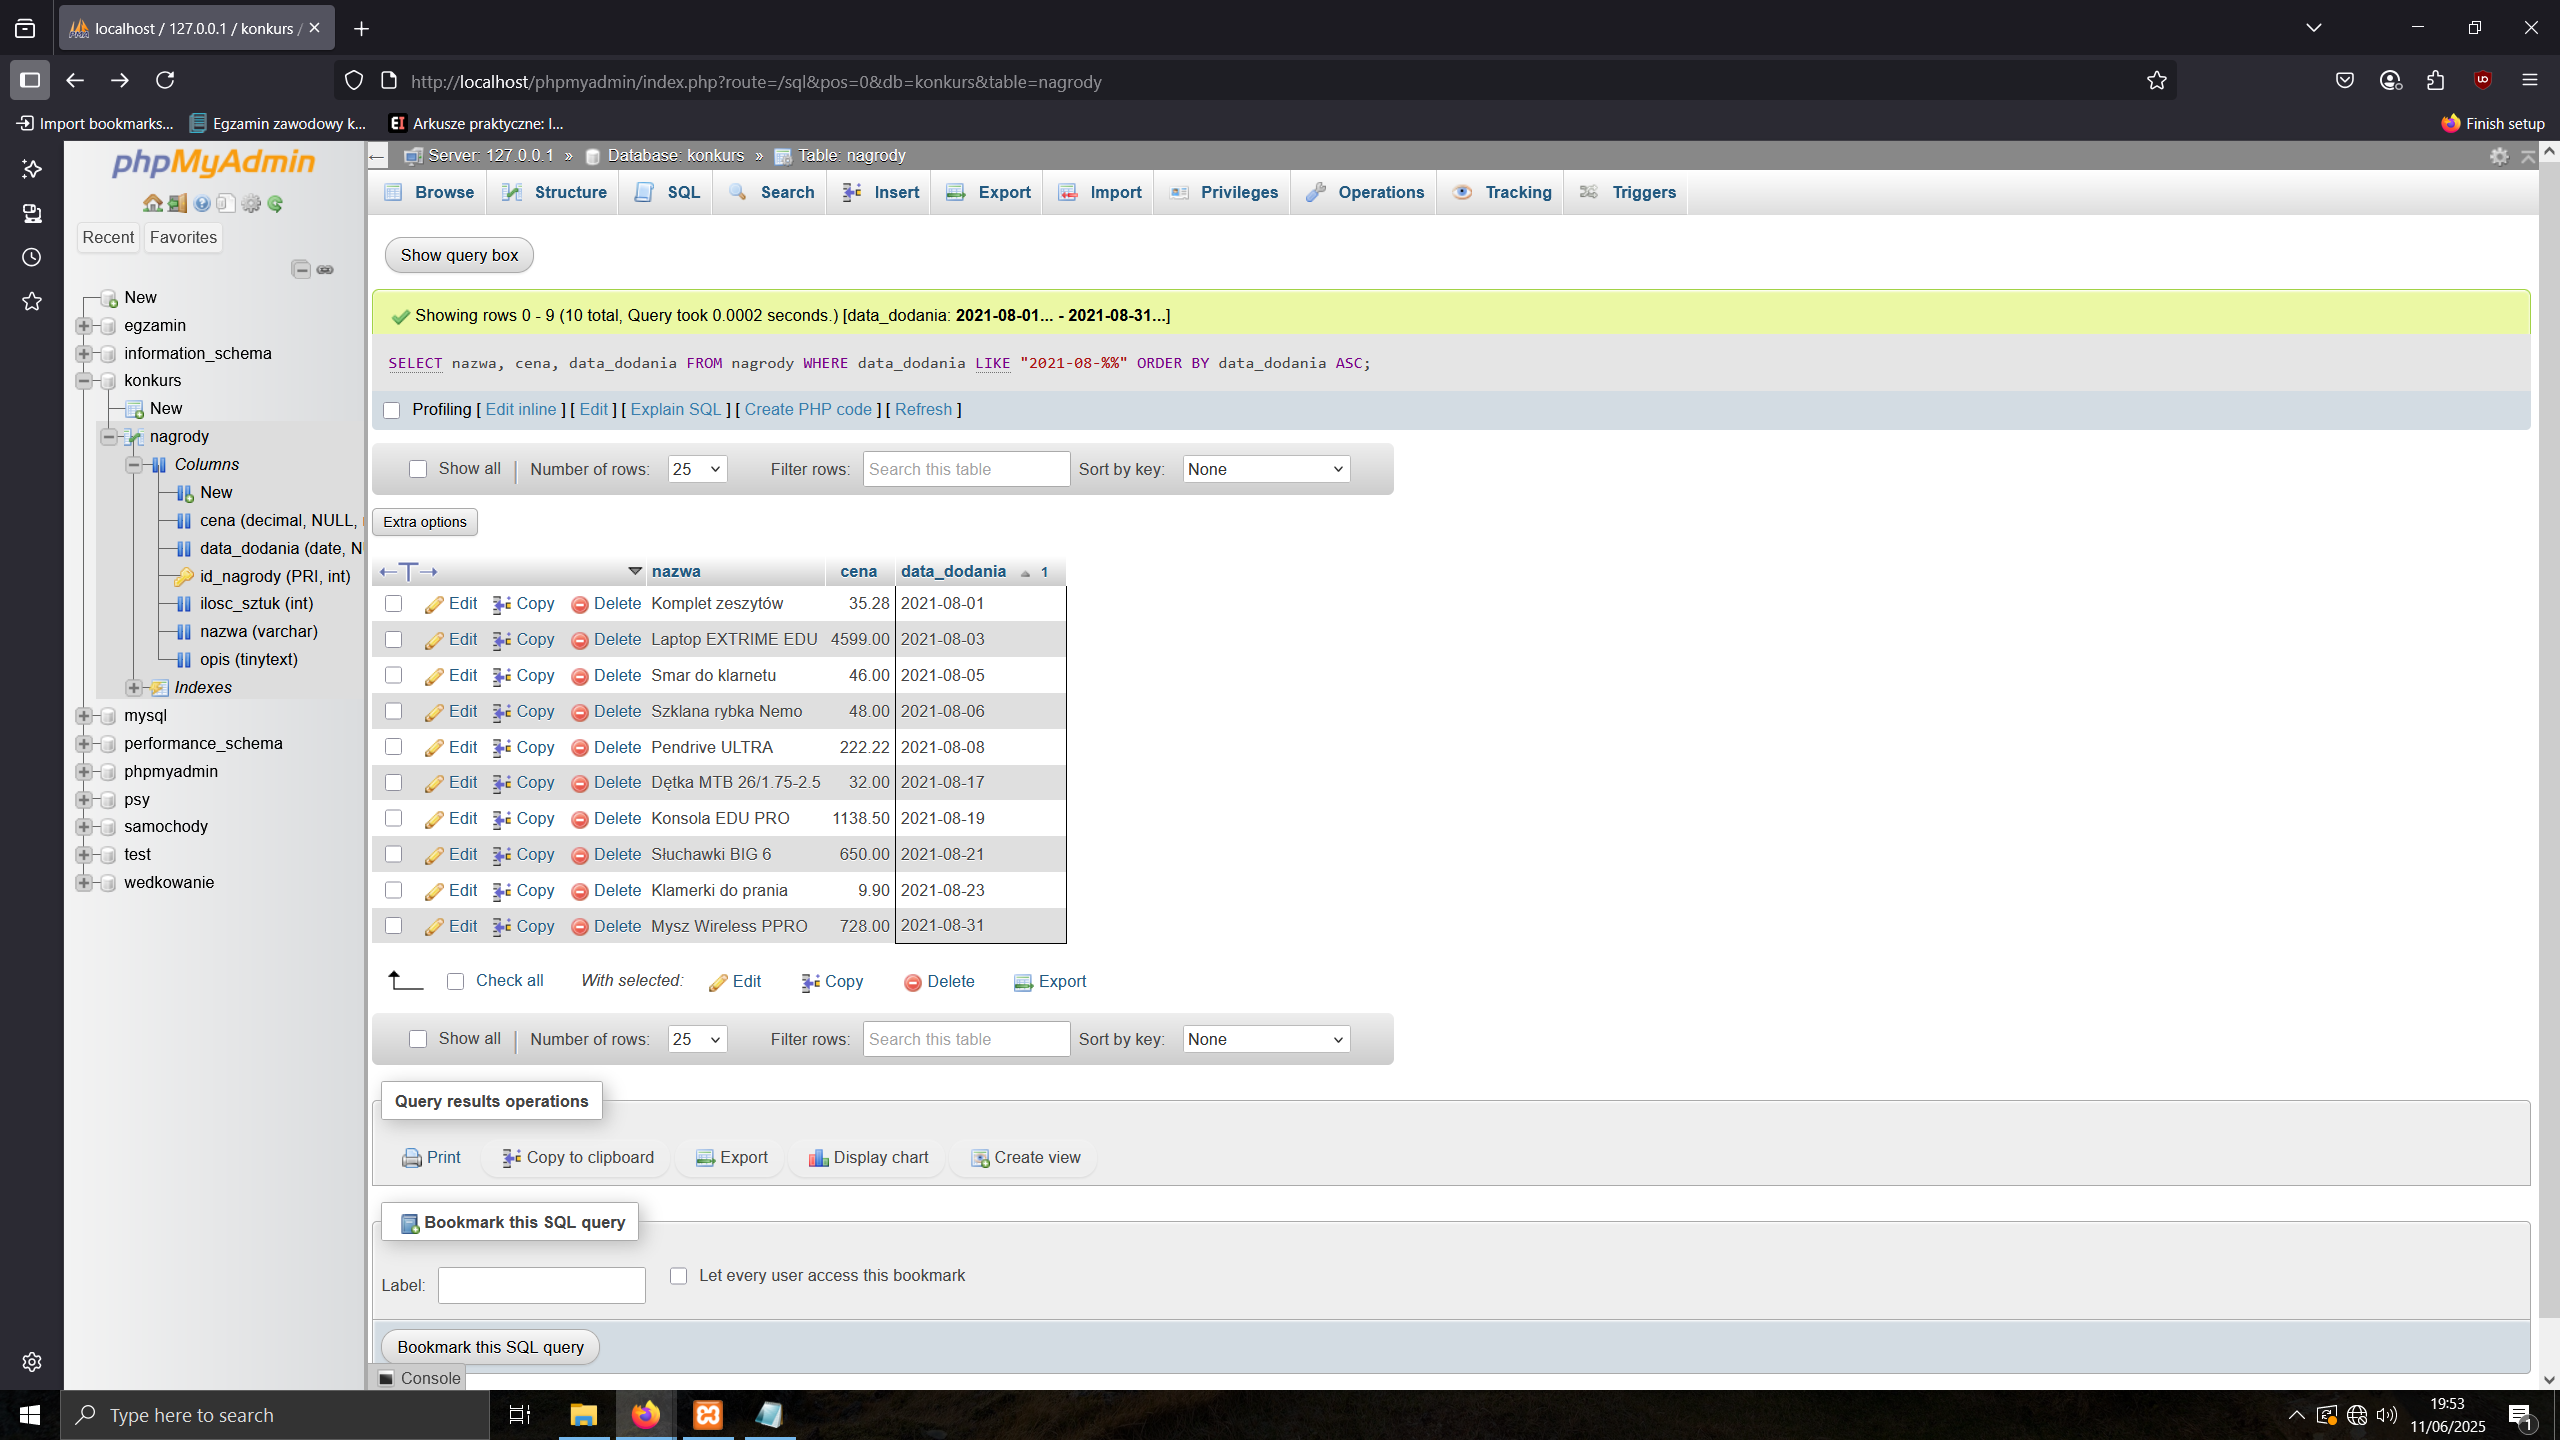 localhost / 127.0.0.1 / konkurs /
http://localhost/phpmyadmin/index.php?route=/sql&pos=0&db=konkurs&table=nagrody
Import bookmarks...
Egzamin zawodowy k...
Arkusze praktyczne: I...
Finish setup
phpMyAdmin
Recent
Favorites
New
egzamin
information_schema
konkurs
New
nagrody
Columns
New
cena (decimal, NULL,
data_dodania (date, N
id_nagrody (PRI, int)
ilosc_sztuk (int)
nazwa (varchar)
opis (tinytext)
Indexes
mysql
performance_schema
phpmyadmin
psy
samochody
test
wedkowanie
Server: 127.0.0.1 » Database: konkurs » Table: nagrody
Browse Structure SQL Search Insert Export Import Privileges Operations Tracking Triggers
Show query box
Showing rows 0 - 9 (10 total, Query took 0.0002 seconds.) [data_dodania: 2021-08-01... - 2021-08-31...]
SELECT nazwa, cena, data_dodania FROM nagrody WHERE data_dodania LIKE "2021-08-%%" ORDER BY data_dodania ASC;
Profiling [ Edit inline ] [ Edit ] [ Explain SQL ] [ Create PHP code ] [ Refresh ]
Show all | Number of rows: 25 Filter rows: Search this table Sort by key: None
Extra options
←T→ nazwa cena data_dodania 1
Edit Copy Delete Komplet zeszytów 35.28 2021-08-01
Edit Copy Delete Laptop EXTRIME EDU 4599.00 2021-08-03
Edit Copy Delete Smar do klarnetu 46.00 2021-08-05
Edit Copy Delete Szklana rybka Nemo 48.00 2021-08-06
Edit Copy Delete Pendrive ULTRA 222.22 2021-08-08
Edit Copy Delete Dętka MTB 26/1.75-2.5 32.00 2021-08-17
Edit Copy Delete Konsola EDU PRO 1138.50 2021-08-19
Edit Copy Delete Słuchawki BIG 6 650.00 2021-08-21
Edit Copy Delete Klamerki do prania 9.90 2021-08-23
Edit Copy Delete Mysz Wireless PPRO 728.00 2021-08-31
Check all With selected: Edit Copy Delete Export
Show all | Number of rows: 25 Filter rows: Search this table Sort by key: None
Query results operations
Print Copy to clipboard Export Display chart Create view
Bookmark this SQL query
Label:
Let every user access this bookmark
Bookmark this SQL query
Console
Type here to search
19:53
11/06/2025
1